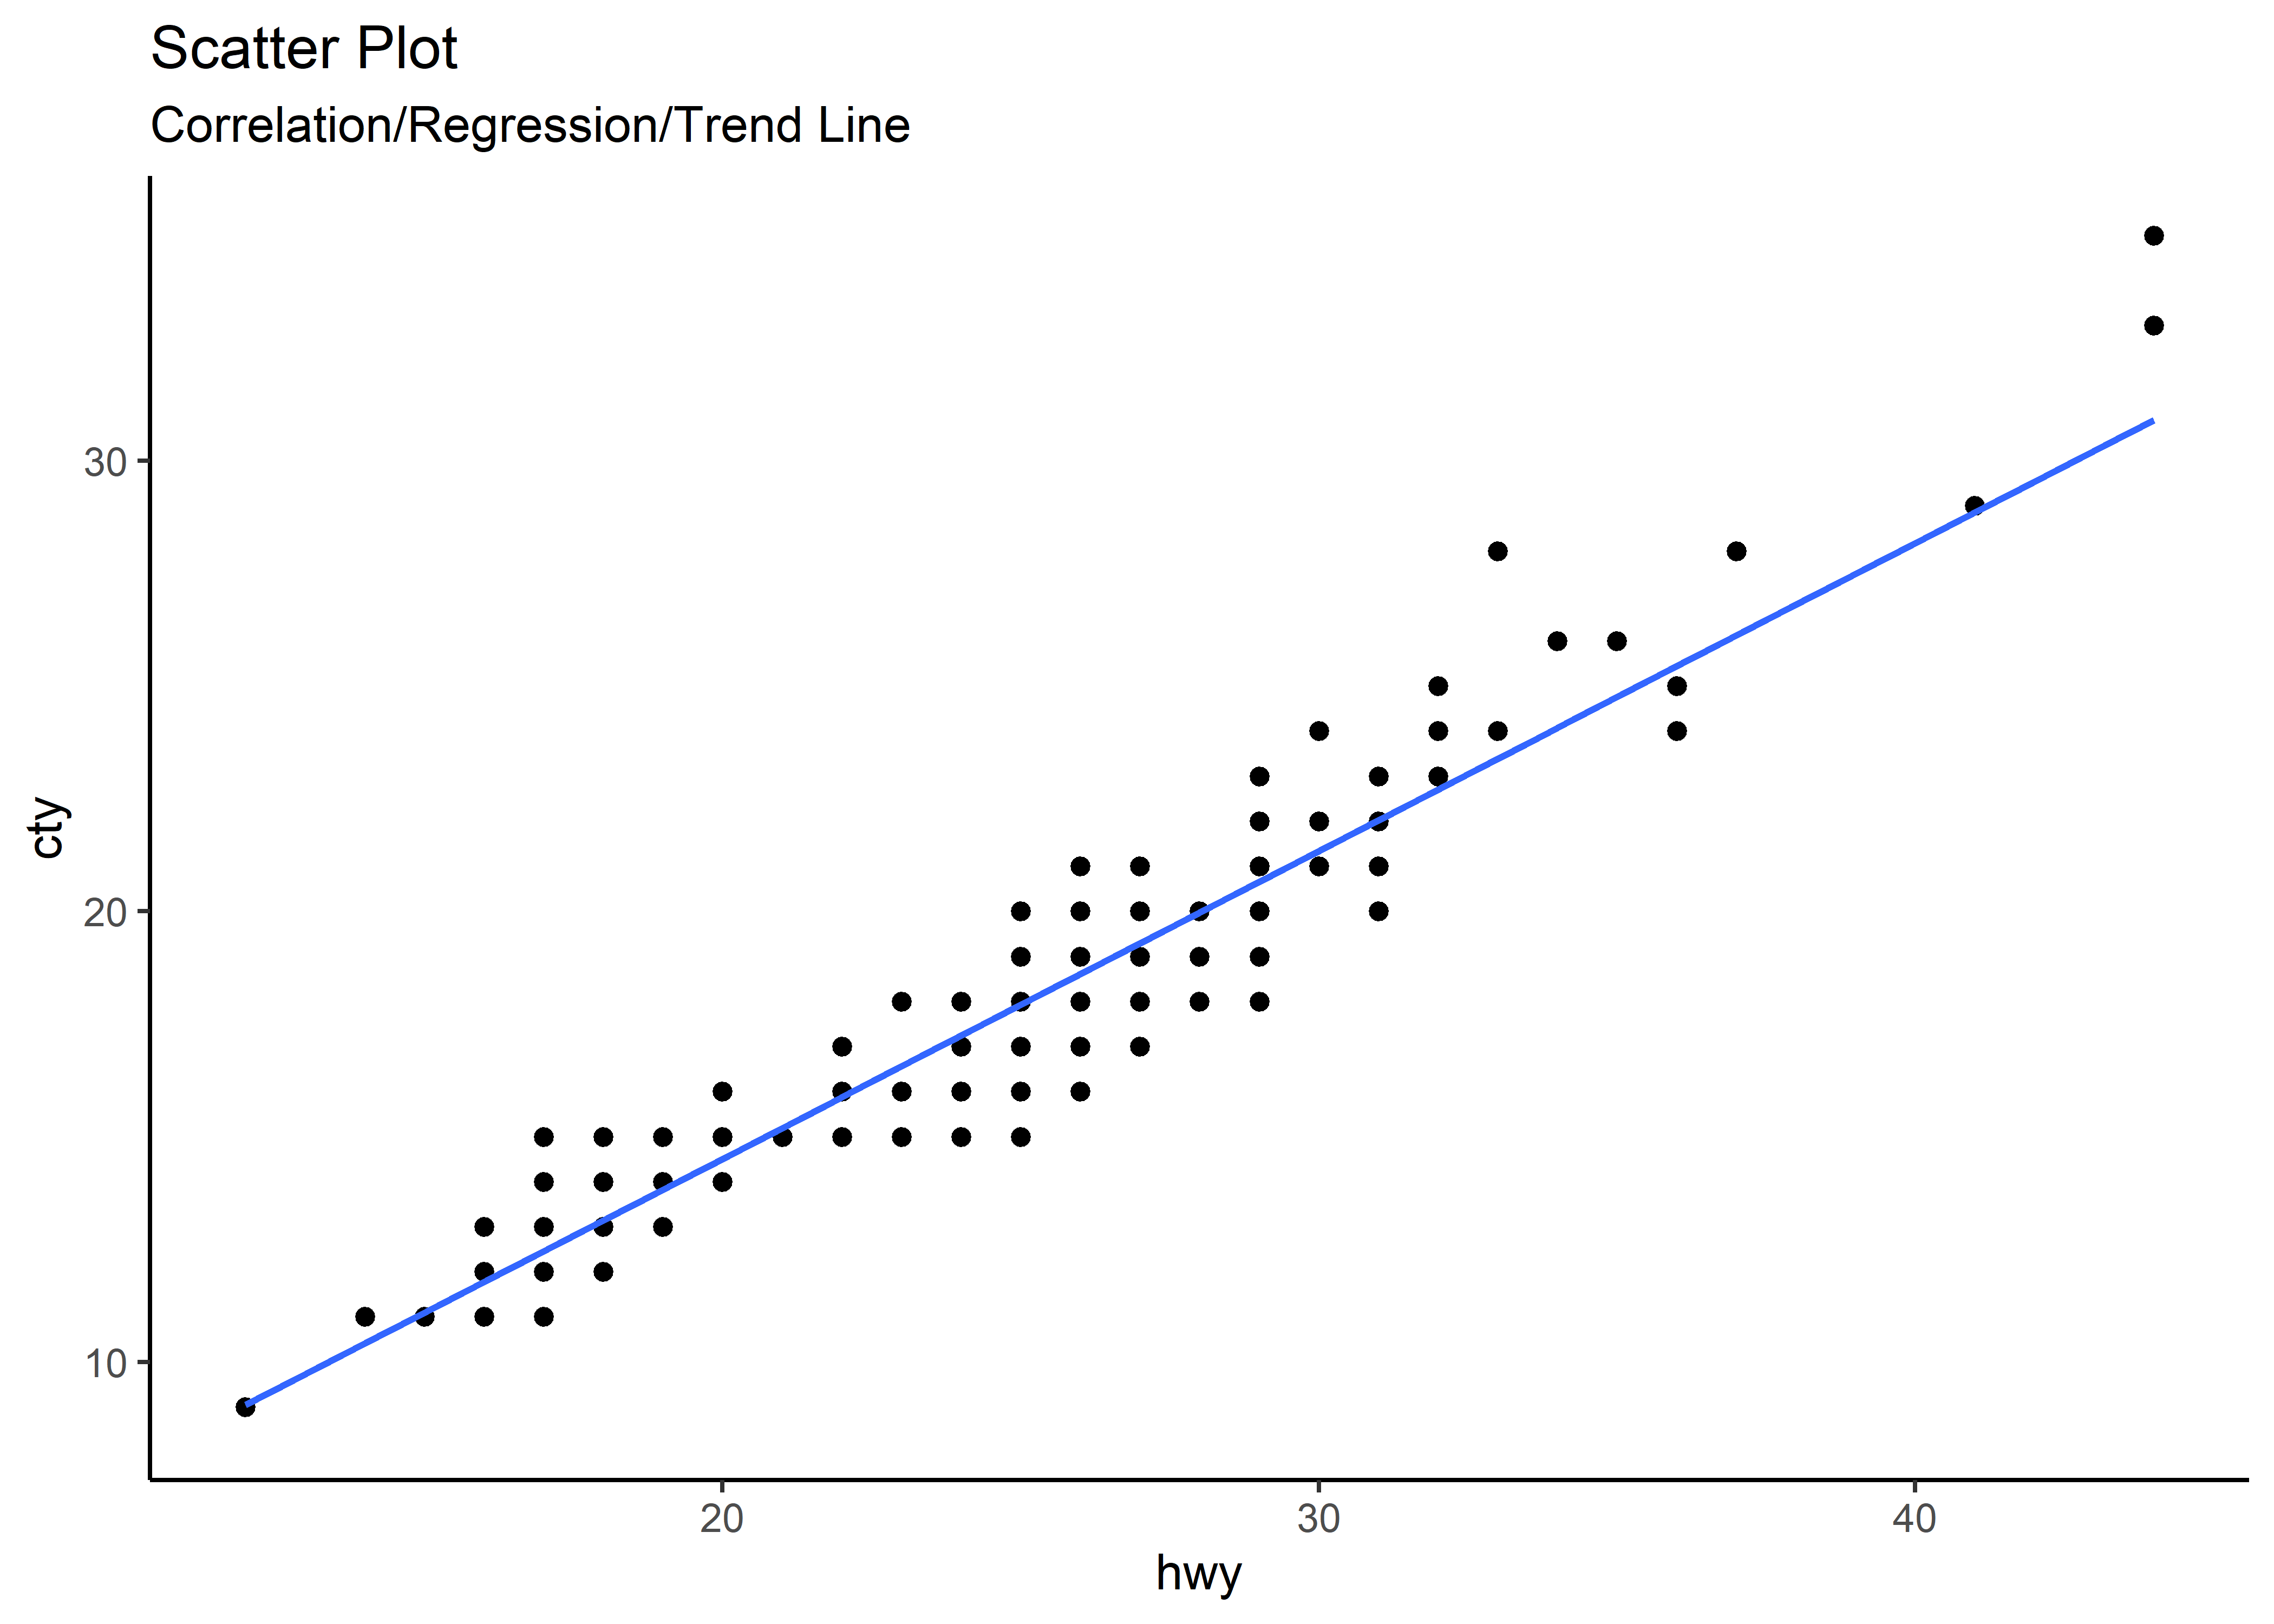 Scatter Plot
Correlation/Regression/Trend Line
30
20
10
cty
20 30 40
hwy